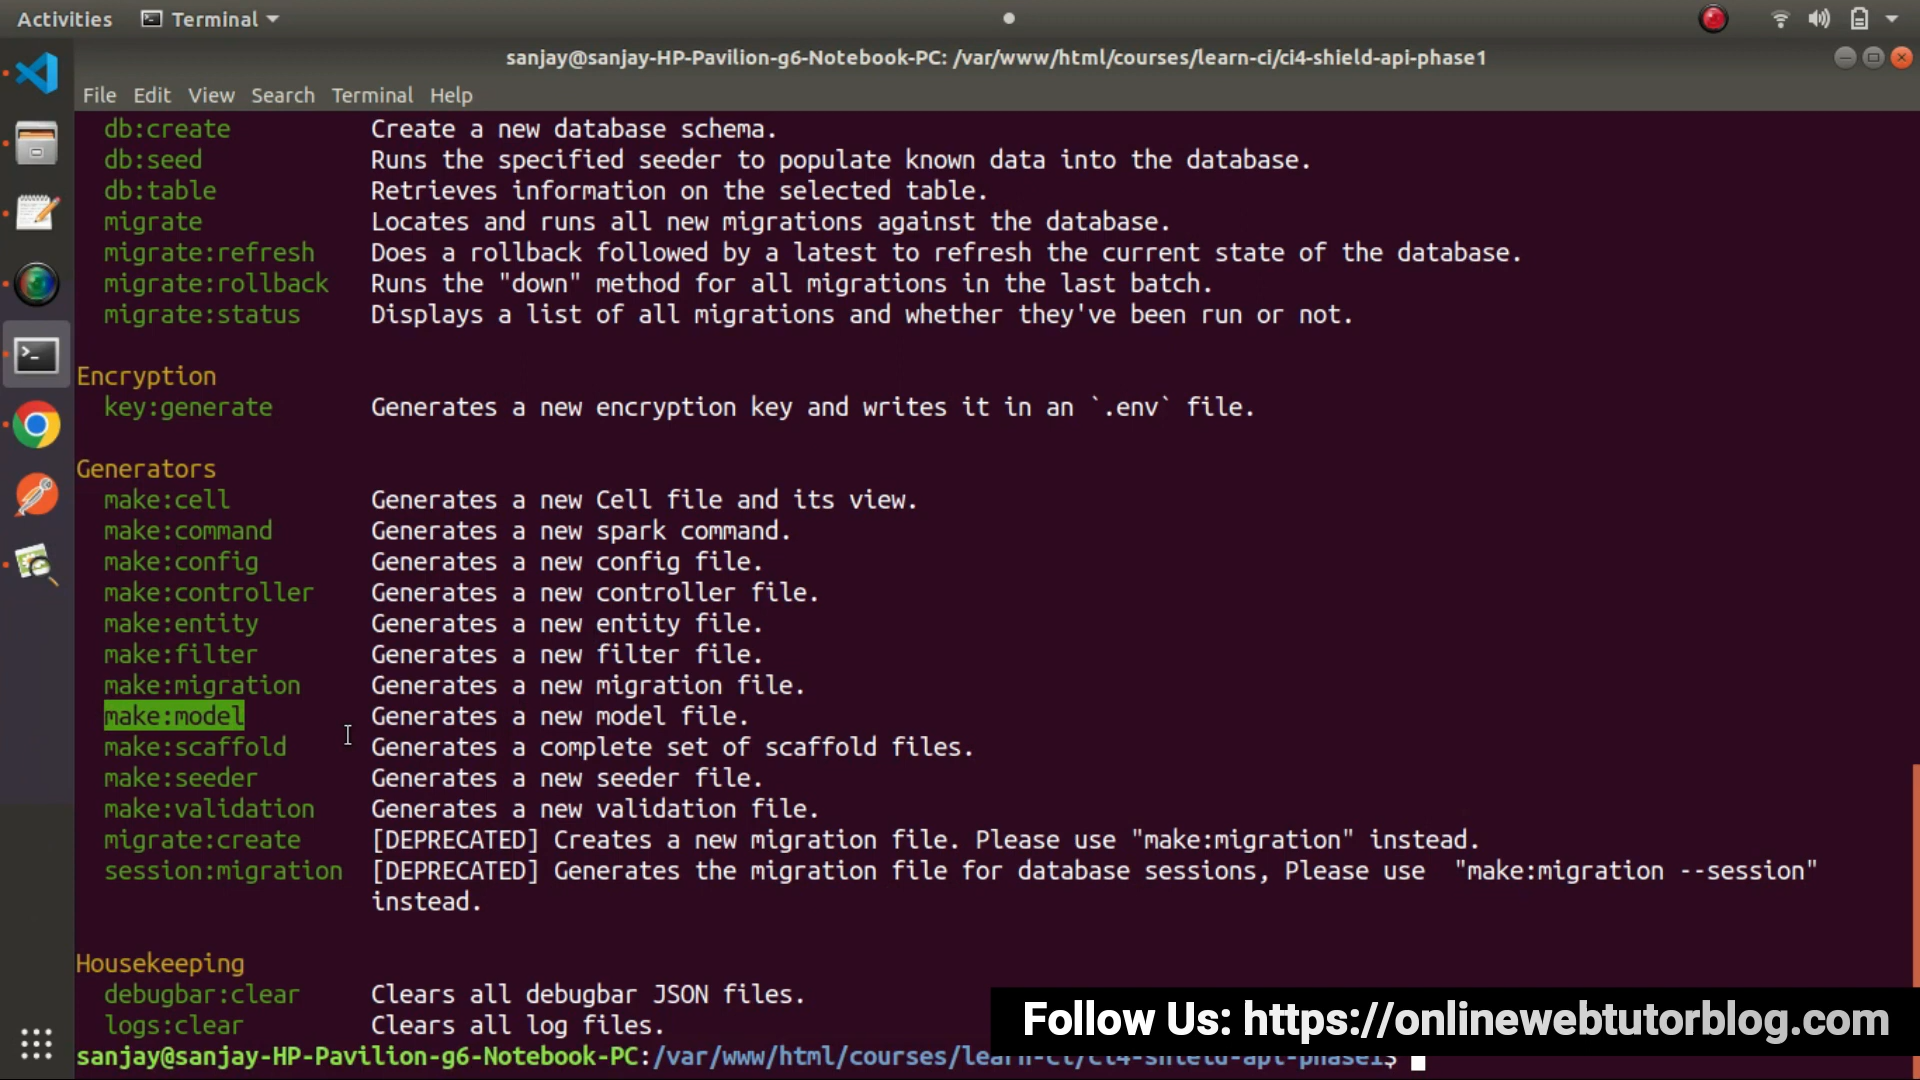 Activities Terminal
sanjay@sanjay-HP-Pavilion-g6-Notebook-PC: /var/www/html/courses/learn-ci/ci4-shield-api-phase1
File Edit View Search Terminal Help
db:create Create a new database schema.
db:seed Runs the specified seeder to populate known data into the database.
db:table Retrieves information on the selected table.
migrate Locates and runs all new migrations against the database.
migrate:refresh Does a rollback followed by a latest to refresh the current state of the database.
migrate:rollback Runs the "down" method for all migrations in the last batch.
migrate:status Displays a list of all migrations and whether they've been run or not.
Encryption
key:generate Generates a new encryption key and writes it in an `.env` file.
Generators
make:cell Generates a new Cell file and its view.
make:command Generates a new spark command.
make:config Generates a new config file.
make:controller Generates a new controller file.
make:entity Generates a new entity file.
make:filter Generates a new filter file.
make:migration Generates a new migration file.
make:model Generates a new model file.
make:scaffold Generates a complete set of scaffold files.
make:seeder Generates a new seeder file.
make:validation Generates a new validation file.
migrate:create [DEPRECATED] Creates a new migration file. Please use "make:migration" instead.
session:migration [DEPRECATED] Generates the migration file for database sessions, Please use "make:migration --session"
instead.
Housekeeping
debugbar:clear Clears all debugbar JSON files.
logs:clear Clears all log files.
Follow Us: https://onlinewebtutorblog.com
sanjay@sanjay-HP-Pavilion-g6-Notebook-PC:/var/www/html/courses/learn-ci/ci4-shield-api-phase1$